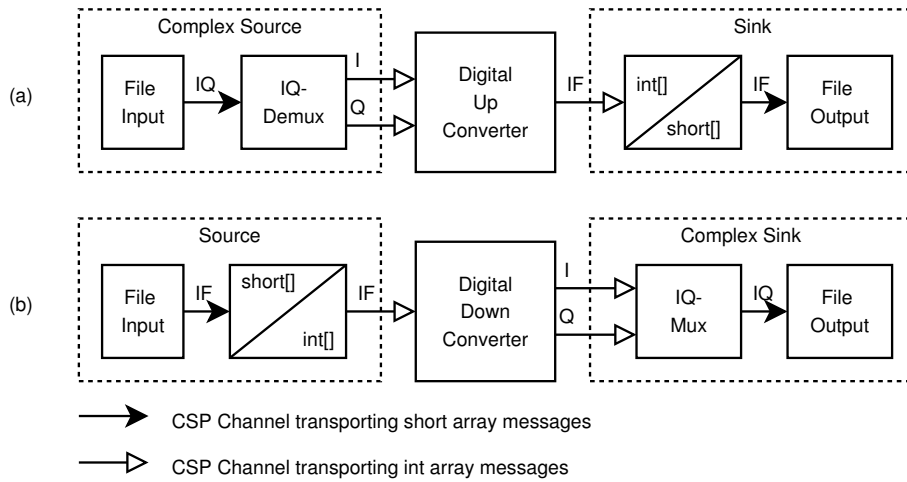 Complex Source
Sink
(a)
File
Input
IQ
IQ-
Demux
I
Q
Digital
Up
Converter
IF
int[]
short[]
IF
File
Output
Source
Complex Sink
(b)
File
Input
IF
short[]
int[]
IF
Digital
Down
Converter
I
Q
IQ-
Mux
IQ
File
Output
CSP Channel transporting short array messages
CSP Channel transporting int array messages